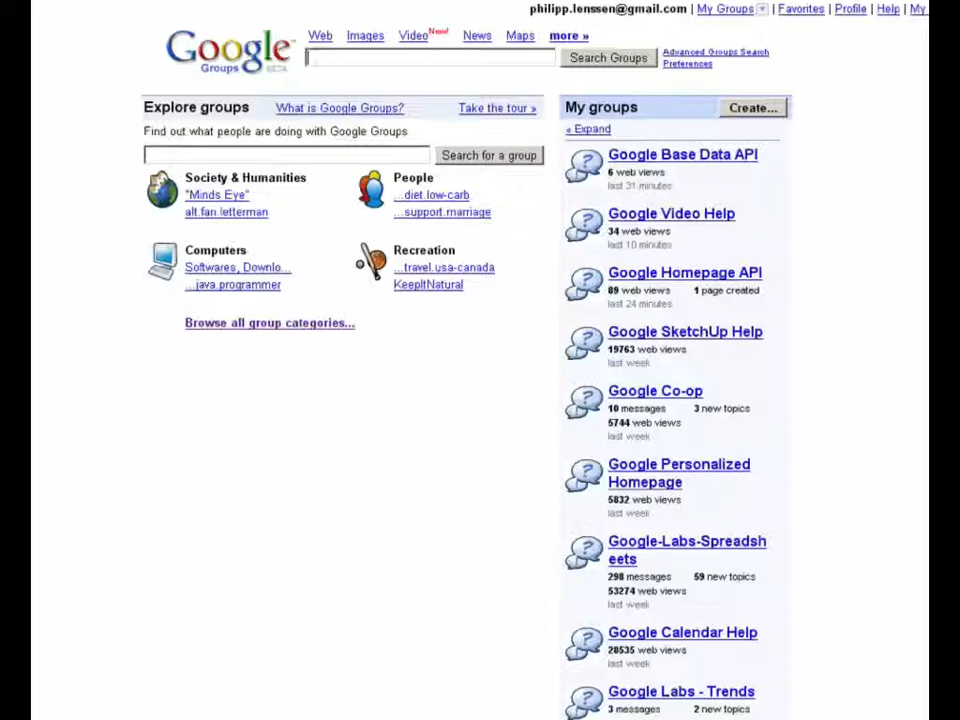 philipp.lenssen@gmail.com | My Groups | Favorites | Profile | Help | My
Web Images Video New! News Maps more »
Google
Groups BETA
Search Groups
Advanced Groups Search
Preferences
Explore groups What is Google Groups? Take the tour »
Find out what people are doing with Google Groups
Search for a group
Society & Humanities
"Minds Eye"
alt.fan.letterman
People
...diet.low-carb
...support.marriage
Computers
Softwares, Downlo...
...java.programmer
Recreation
...travel.usa-canada
KeepItNatural
Browse all group categories...
My groups Create...
« Expand
Google Base Data API
6 web views
last 31 minutes
Google Video Help
34 web views
last 10 minutes
Google Homepage API
89 web views 1 page created
last 24 minutes
Google SketchUp Help
19763 web views
last week
Google Co-op
10 messages 3 new topics
5744 web views
last week
Google Personalized
Homepage
5832 web views
last week
Google-Labs-Spreadsh
eets
298 messages 59 new topics
53274 web views
last week
Google Calendar Help
28535 web views
last week
Google Labs - Trends
3 messages 2 new topics